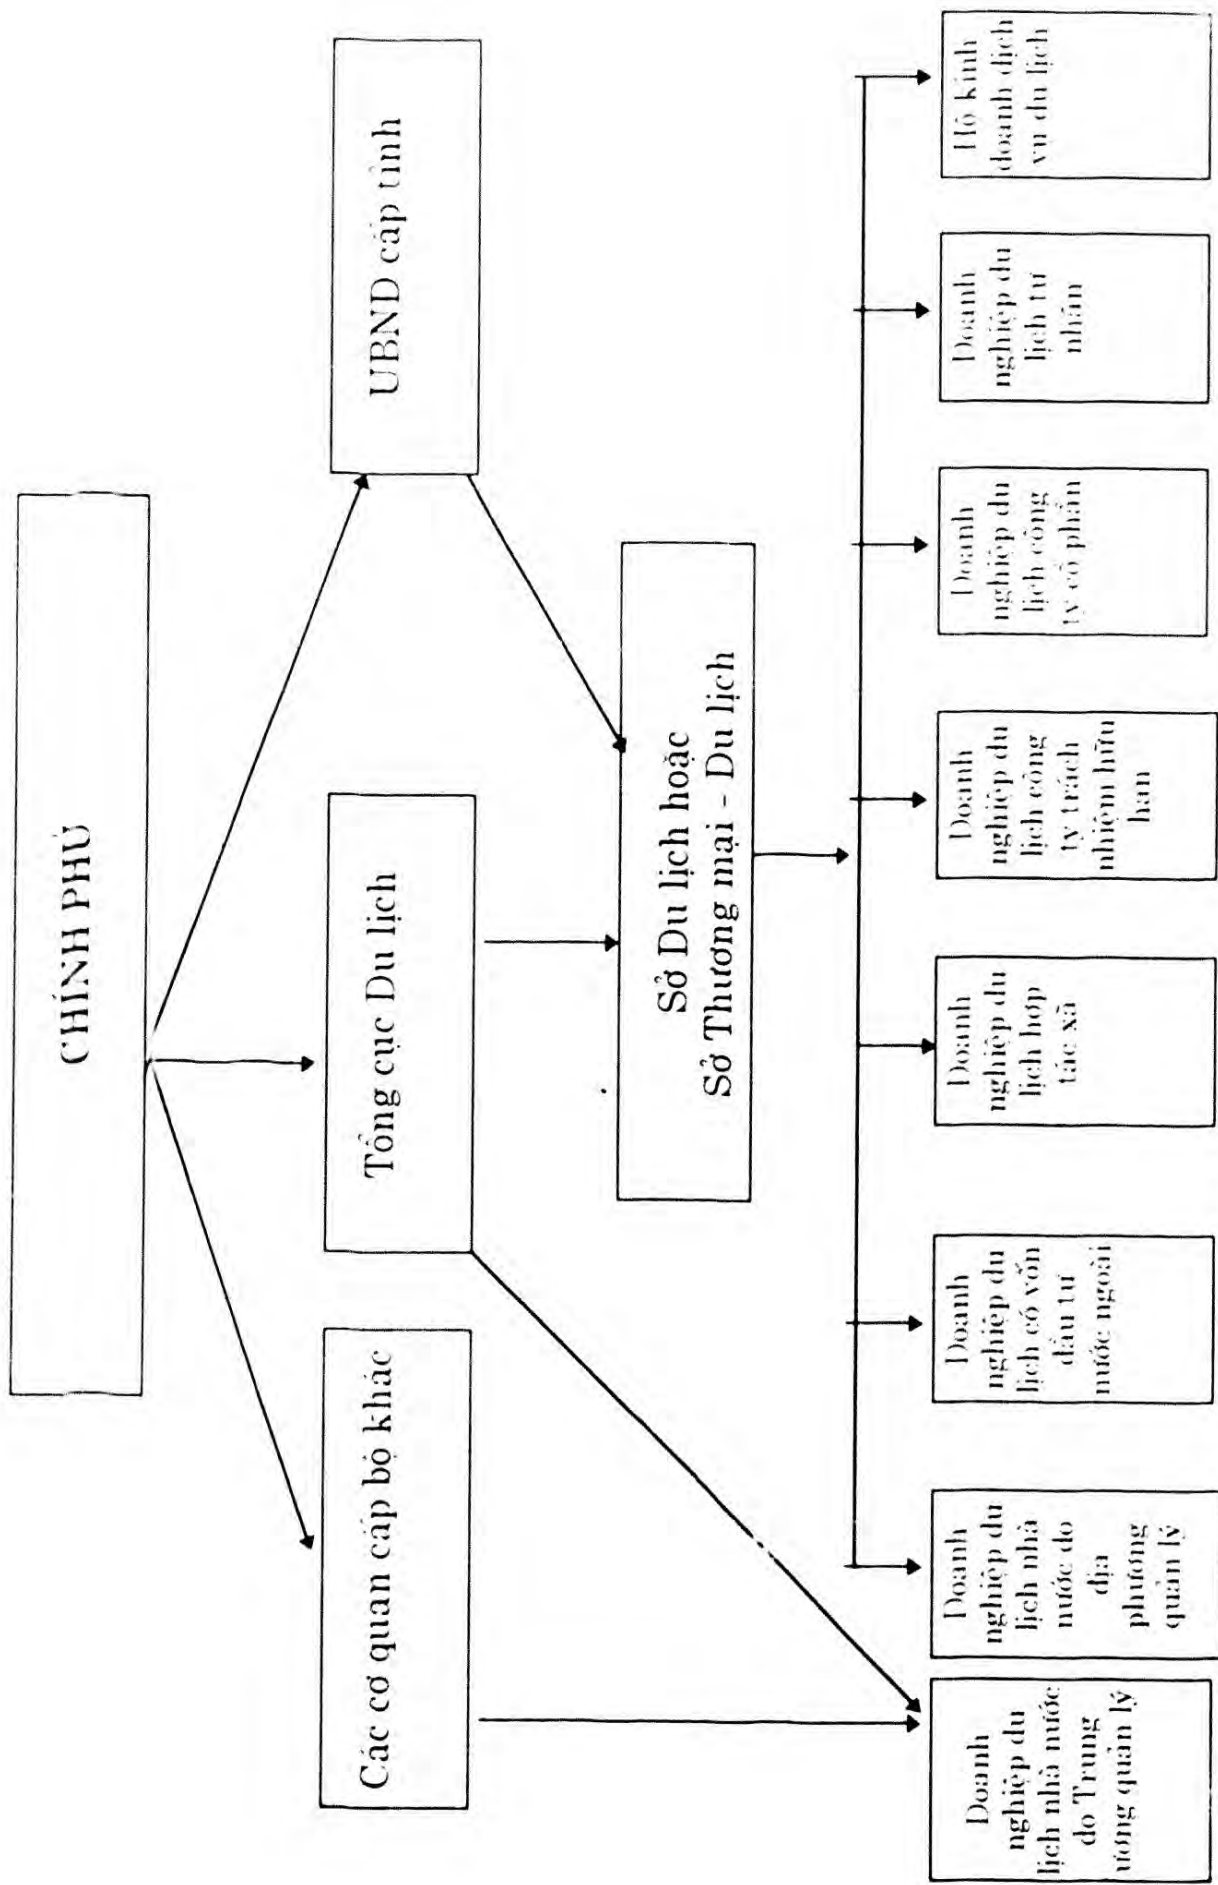 CHÍNH PHỦ
Các cơ quan cấp bộ khác
Tổng cục Du lịch
UBND cấp tỉnh
Sở Du lịch hoặc
Sở Thương mại - Du lịch
Doanh
nghiệp du
lịch nhà nước
do Trung
ương quản lý
Doanh
nghiệp du
lịch nhà
nước do
địa
phương
quản lý
Doanh
nghiệp du
lịch có vốn
đầu tư
nước ngoài
Doanh
nghiệp du
lịch hợp
tác xã
Doanh
nghiệp du
lịch công
ty trách
nhiệm hữu
hạn
Doanh
nghiệp du
lịch công
ty cổ phần
Doanh
nghiệp du
lịch tư
nhân
Hộ kinh
doanh dịch
vụ du lịch